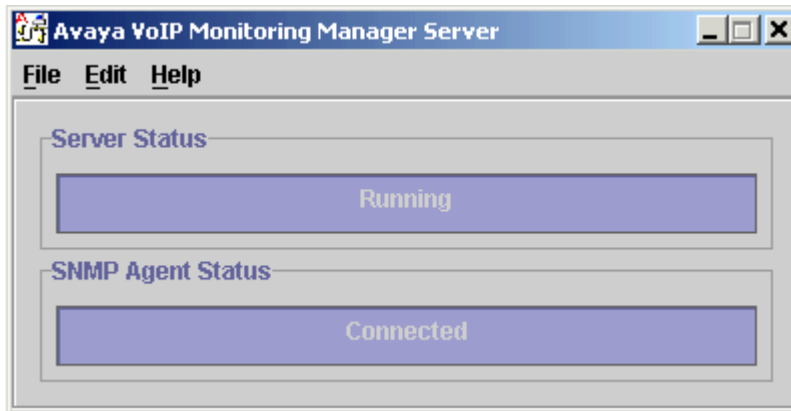 Avaya VoIP Monitoring Manager Server
File Edit Help
Server Status
Running
SNMP Agent Status
Connected